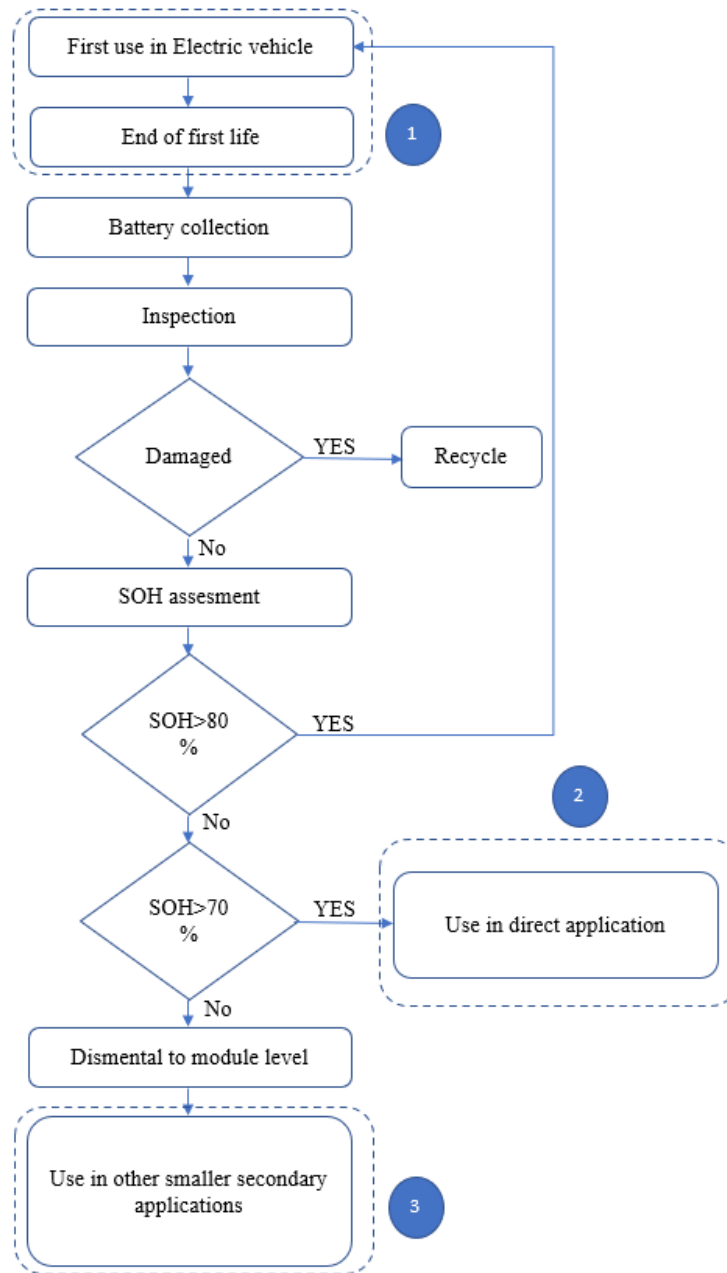 First use in Electric vehicle
1
End of first life
Battery collection
Inspection
Damaged
YES
Recycle
No
SOH assesment
SOH>80
%
YES
No
2
SOH>70
%
YES
Use in direct application
No
Dismental to module level
Use in other smaller secondary
applications
3